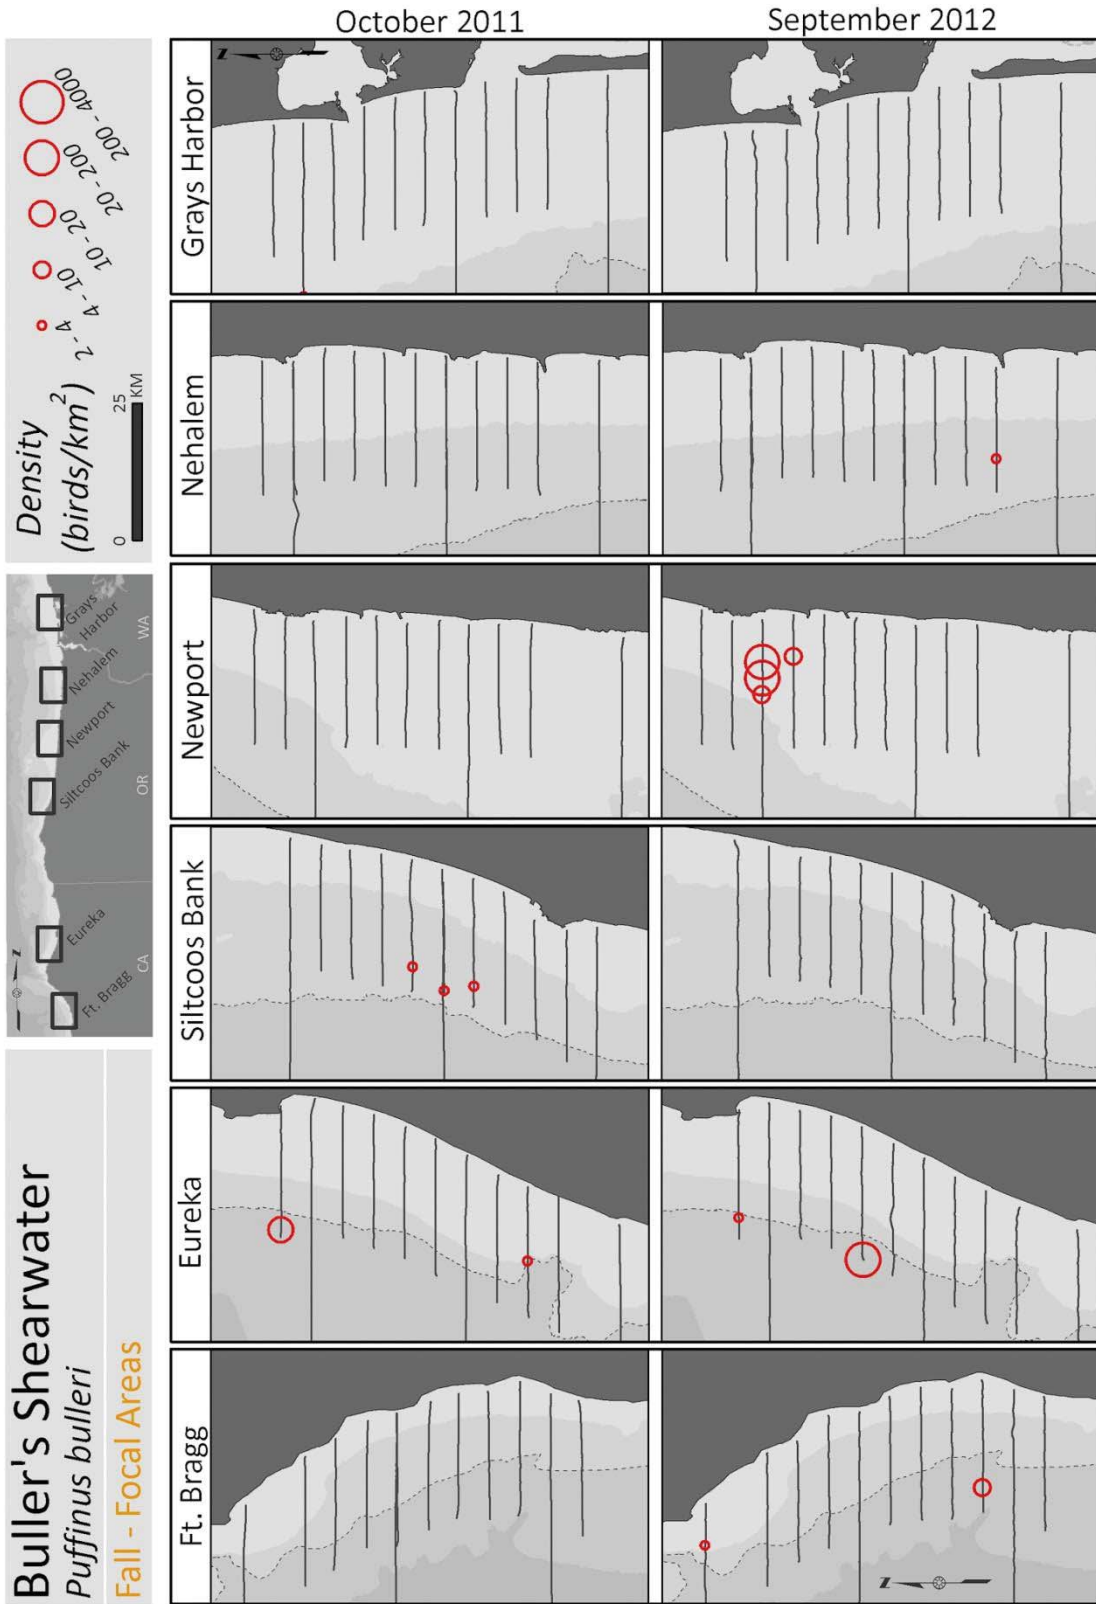 Buller's Shearwater
Puffinus bulleri
Fall - Focal Areas
N
Ft. Bragg
Eureka
Siltcoos Bank
Newport
Nehalem
Grays
Harbor
CA
OR
WA
Density
(birds/km²)
2 - 4
4 - 10
10 - 20
20 - 200
200 - 4000
0
25
KM
October 2011
September 2012
Grays Harbor
N
Nehalem
Newport
Siltcoos Bank
Eureka
Ft. Bragg
N